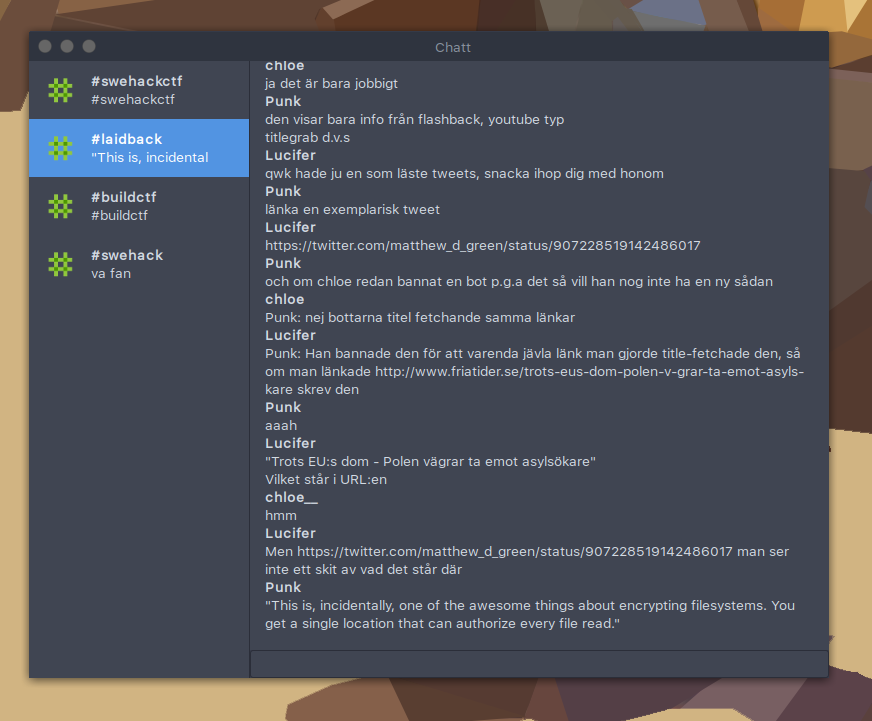 Chatt
#swehackctf
#swehackctf
#laidback
"This is, incidental
#buildctf
#buildctf
#swehack
va fan
chloe
ja det är bara jobbigt
Punk
den visar bara info från flashback, youtube typ
titlegrab d.v.s
Lucifer
qwk hade ju en som läste tweets, snacka ihop dig med honom
Punk
länka en exemplarisk tweet
Lucifer
https://twitter.com/matthew_d_green/status/907228519142486017
Punk
och om chloe redan bannat en bot p.g.a det så vill han nog inte ha en ny sådan
chloe
Punk: nej bottarna titel fetchande samma länkar
Lucifer
Punk: Han bannade den för att varenda jävla länk man gjorde title-fetchade den, så
om man länkade http://www.friatider.se/trots-eus-dom-polen-v-grar-ta-emot-asyls-
kare skrev den
Punk
aaah
Lucifer
"Trots EU:s dom - Polen vägrar ta emot asylsökare"
Vilket står i URL:en
chloe__
hmm
Lucifer
Men https://twitter.com/matthew_d_green/status/907228519142486017 man ser
inte ett skit av vad det står där
Punk
"This is, incidentally, one of the awesome things about encrypting filesystems. You
get a single location that can authorize every file read."